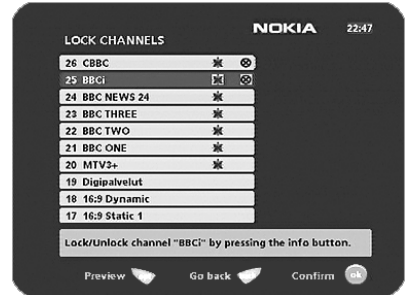 NOKIA 22:47
LOCK CHANNELS
26 CBBC
25 BBCi
24 BBC NEWS 24
23 BBC THREE
22 BBC TWO
21 BBC ONE
20 MTV3+
19 Digipalvelut
18 16:9 Dynamic
17 16:9 Static 1
Lock/Unlock channel "BBCi" by pressing the info button.
Preview Go back Confirm ok